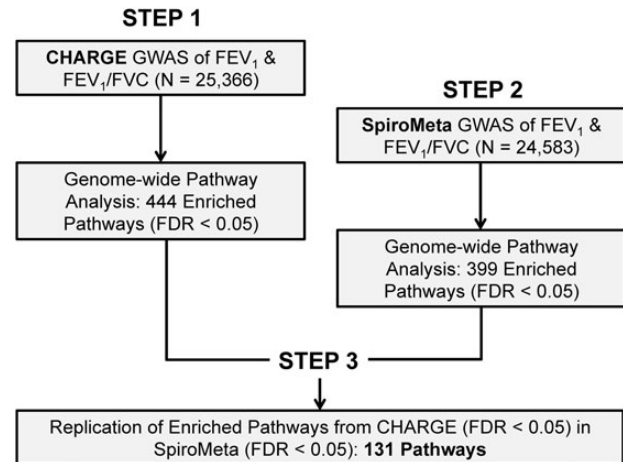 STEP 1
CHARGE GWAS of FEV₁ &
FEV₁/FVC (N = 25,366)
Genome-wide Pathway
Analysis: 444 Enriched
Pathways (FDR < 0.05)
STEP 2
SpiroMeta GWAS of FEV₁ &
FEV₁/FVC (N = 24,583)
Genome-wide Pathway
Analysis: 399 Enriched
Pathways (FDR < 0.05)
STEP 3
Replication of Enriched Pathways from CHARGE (FDR < 0.05) in
SpiroMeta (FDR < 0.05): 131 Pathways